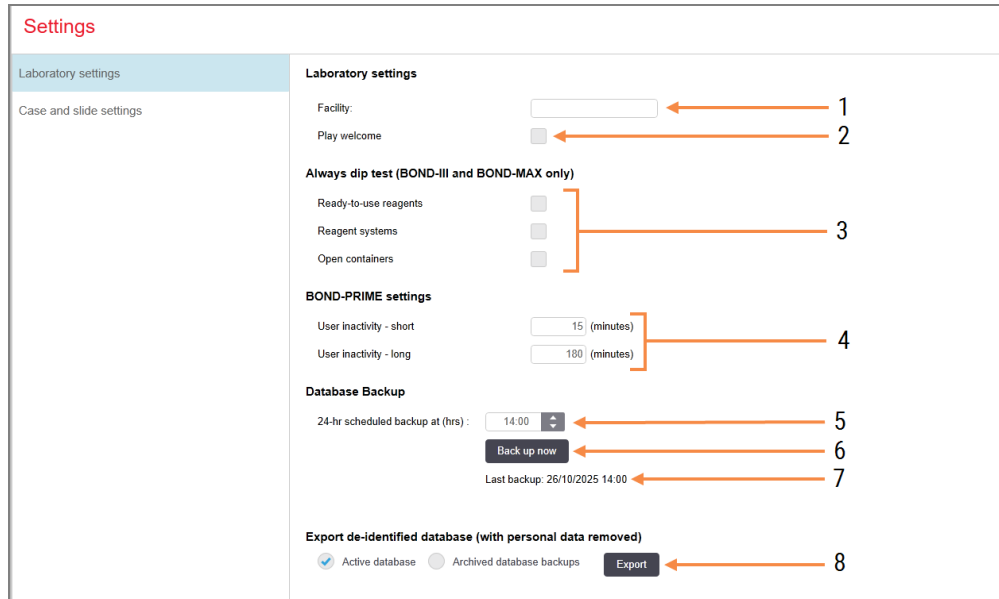 Settings
Laboratory settings
Case and slide settings
Laboratory settings
Facility: 1
Play welcome 2
Always dip test (BOND-III and BOND-MAX only)
Ready-to-use reagents
Reagent systems 3
Open containers
BOND-PRIME settings
User inactivity - short 15 (minutes)
4
User inactivity - long 180 (minutes)
Database Backup
24-hr scheduled backup at (hrs) : 14:00 5
Back up now 6
Last backup: 26/10/2025 14:00 7
Export de-identified database (with personal data removed)
Active database Archived database backups Export 8